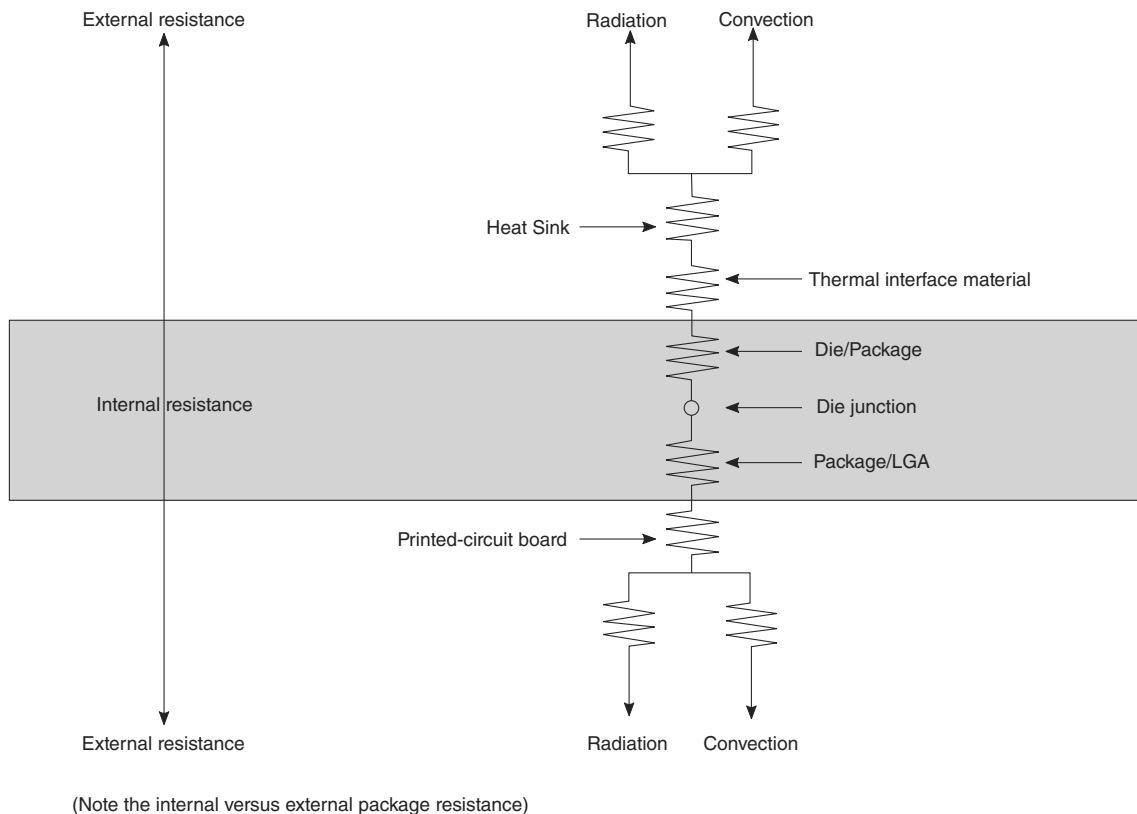 External resistance
Radiation
Convection
Heat Sink
Thermal interface material
Die/Package
Internal resistance
Die junction
Package/LGA
Printed-circuit board
External resistance
Radiation
Convection
(Note the internal versus external package resistance)